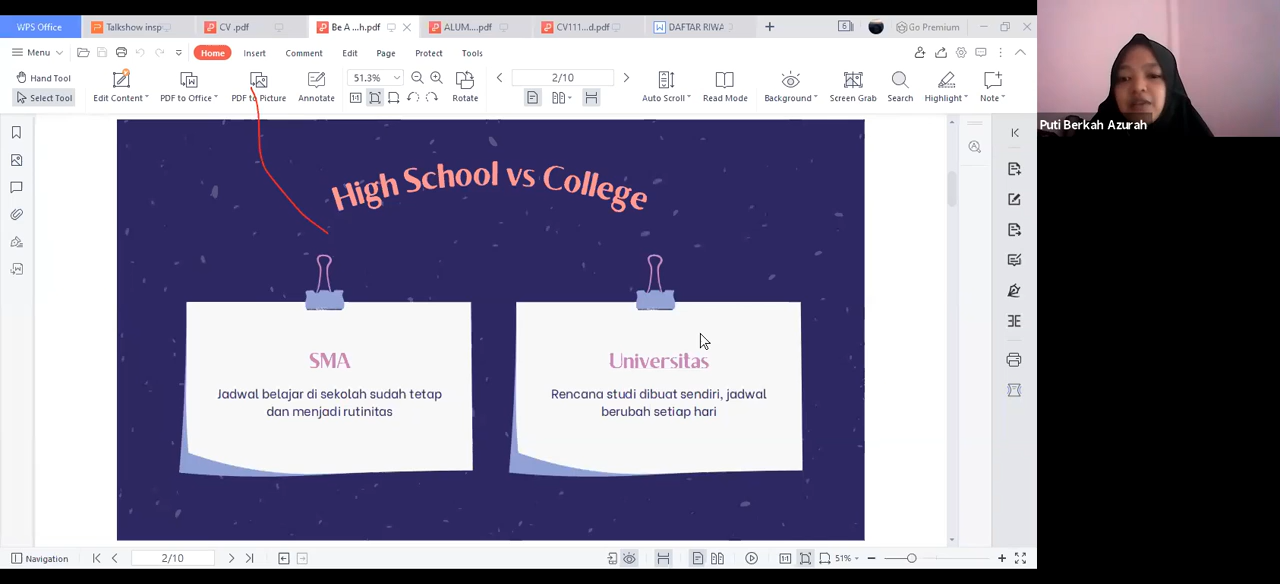 WPS Office
Talkshow insp
CV .pdf
Be A ...h.pdf
ALUM....pdf
CV111...d.pdf
DAFTAR RIWA
Go Premium
Menu
Home
Insert
Comment
Edit
Page
Protect
Tools
Hand Tool
Select Tool
Edit Content
PDF to Office
PDF to Picture
Annotate
51.3%
Rotate
2/10
Auto Scroll
Read Mode
Background
Screen Grab
Search
Highlight
Note
Puti Berkah Azurah
High School vs College
SMA
Jadwal belajar di sekolah sudah tetap
dan menjadi rutinitas
Universitas
Rencana studi dibuat sendiri, jadwal
berubah setiap hari
Navigation
2/10
51%